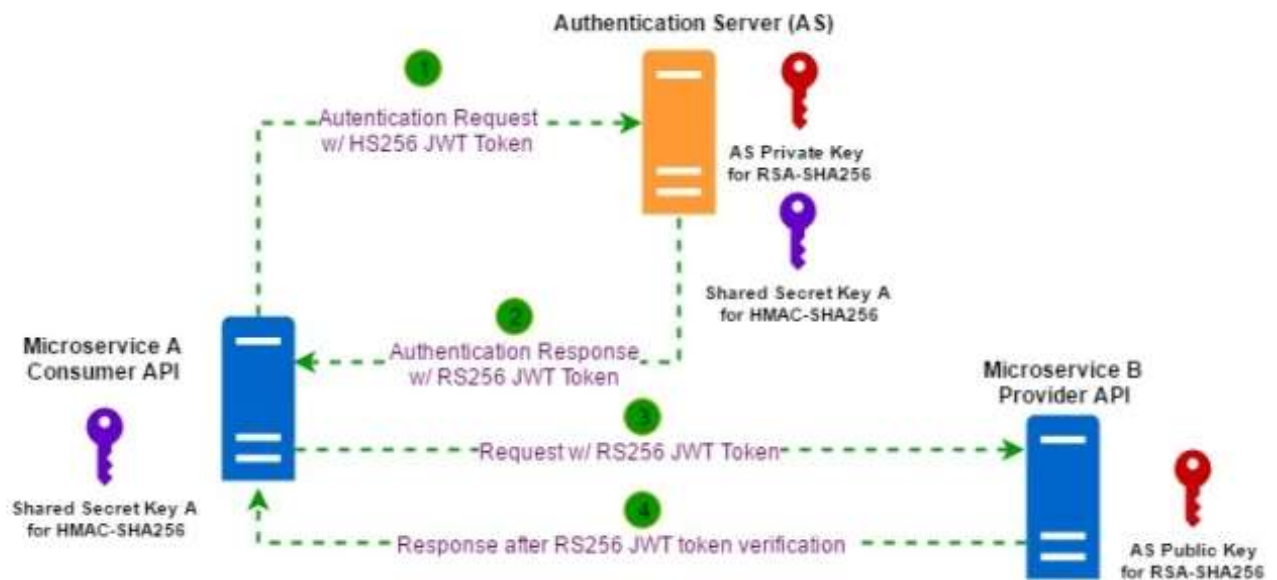 Authentication Server (AS)
1
Autentication Request
w/ HS256 JWT Token
AS Private Key
for RSA-SHA256
Shared Secret Key A
for HMAC-SHA256
2
Authentication Response
w/ RS256 JWT Token
Microservice A
Consumer API
Microservice B
Provider API
3
Request w/ RS256 JWT Token
Shared Secret Key A
for HMAC-SHA256
4
Response after RS256 JWT token verification
AS Public Key
for RSA-SHA256